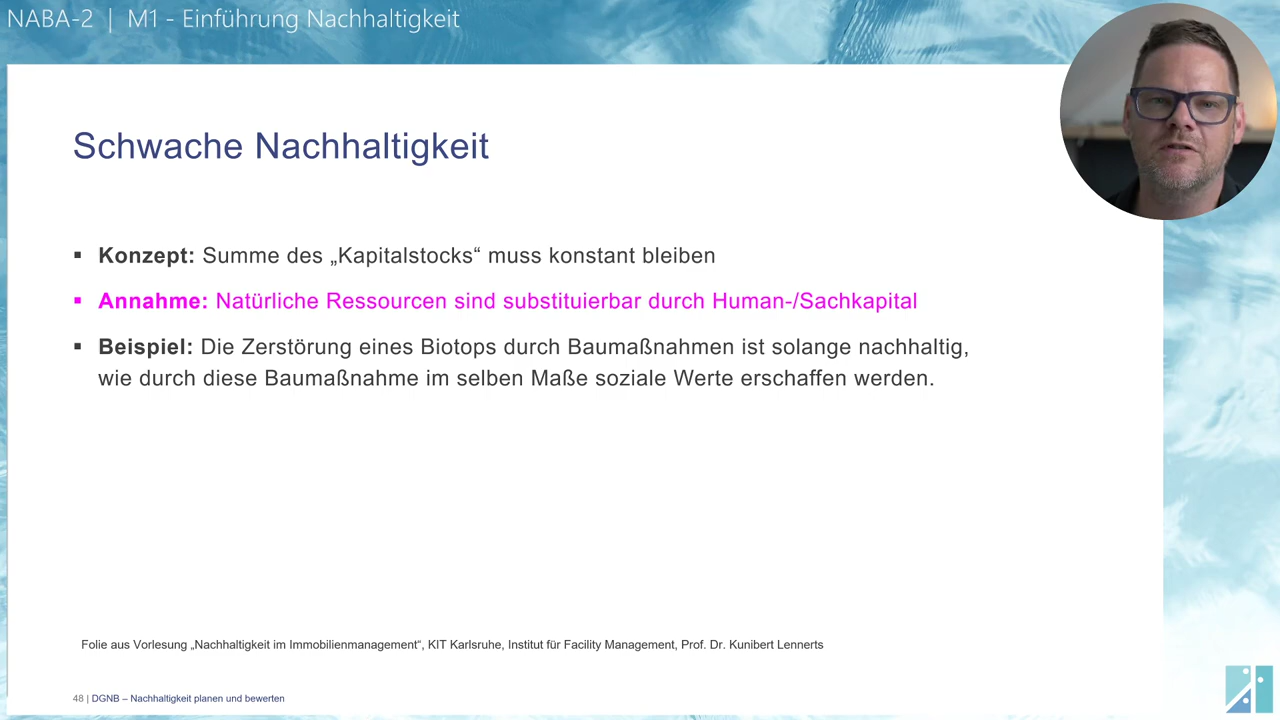 NABA-2 | M1 - Einführung Nachhaltigkeit
Schwache Nachhaltigkeit
▪ Konzept: Summe des „Kapitalstocks“ muss konstant bleiben
▪ Annahme: Natürliche Ressourcen sind substituierbar durch Human-/Sachkapital
▪ Beispiel: Die Zerstörung eines Biotops durch Baumaßnahmen ist solange nachhaltig,
wie durch diese Baumaßnahme im selben Maße soziale Werte erschaffen werden.
Folie aus Vorlesung „Nachhaltigkeit im Immobilienmanagement“, KIT Karlsruhe, Institut für Facility Management, Prof. Dr. Kunibert Lennerts
48 | DGNB – Nachhaltigkeit planen und bewerten